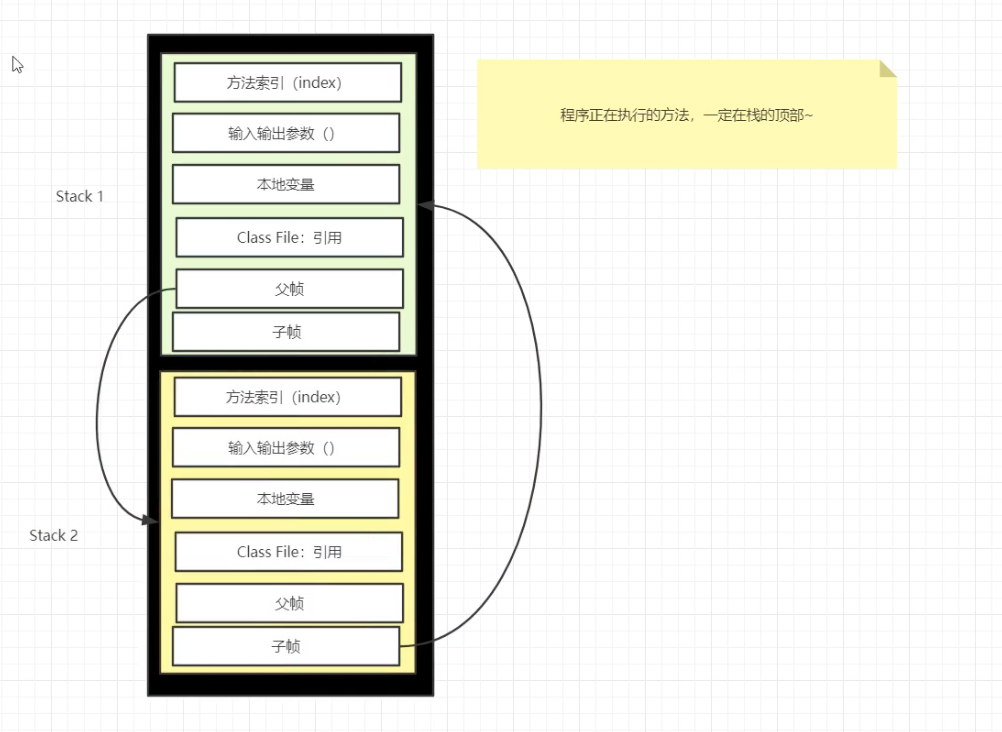 方法索引（index）
输入输出参数（）
本地变量
Class File：引用
父帧
子帧
Stack 1
程序正在执行的方法，一定在栈的顶部~
方法索引（index）
输入输出参数（）
本地变量
Class File：引用
父帧
子帧
Stack 2